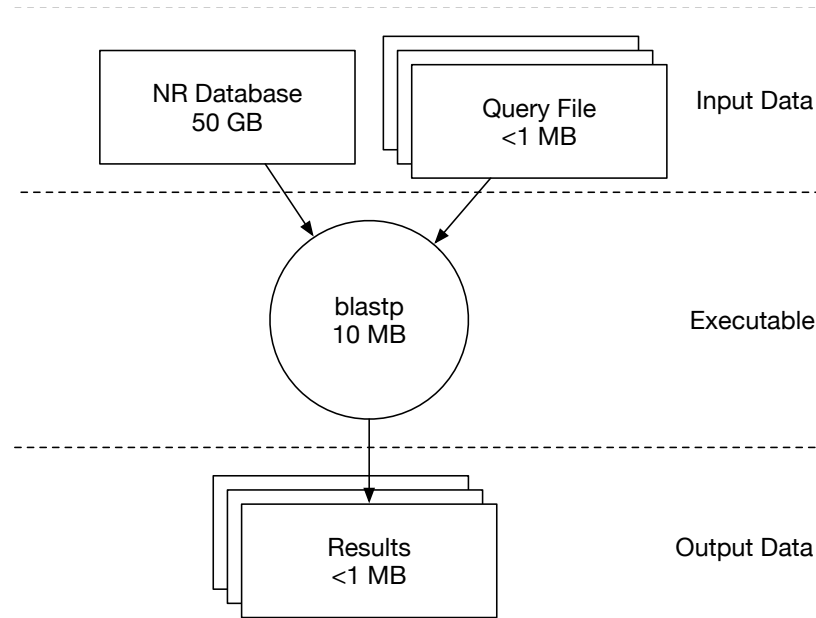 NR Database
50 GB
Query File
<1 MB
Input Data
blastp
10 MB
Executable
Results
<1 MB
Output Data